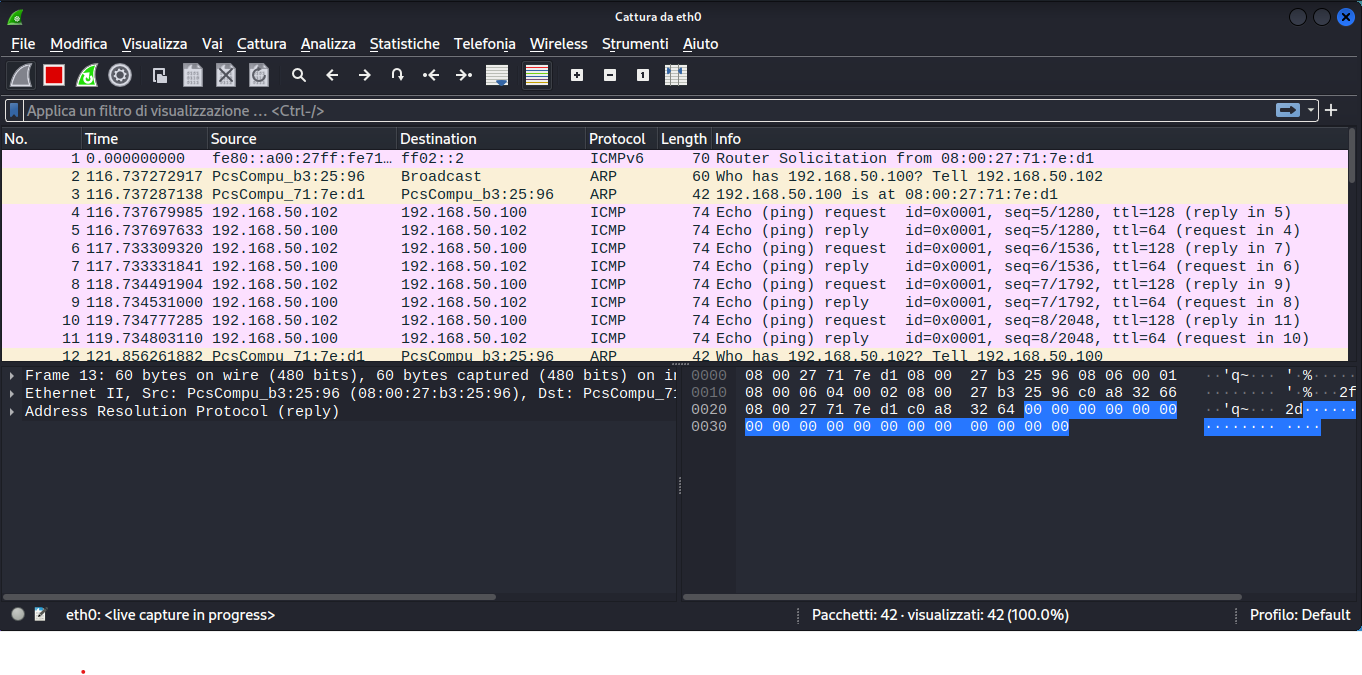 Cattura da eth0
File Modifica Visualizza Vai Cattura Analizza Statistiche Telefonia Wireless Strumenti Aiuto
Applica un filtro di visualizzazione … <Ctrl-/>
No. Time Source Destination Protocol Length Info
1 0.000000000 fe80::a00:27ff:fe71… ff02::2 ICMPv6 70 Router Solicitation from 08:00:27:71:7e:d1
2 116.737272917 PcsCompu_b3:25:96 Broadcast ARP 60 Who has 192.168.50.100? Tell 192.168.50.102
3 116.737287138 PcsCompu_71:7e:d1 PcsCompu_b3:25:96 ARP 42 192.168.50.100 is at 08:00:27:71:7e:d1
4 116.737679985 192.168.50.102 192.168.50.100 ICMP 74 Echo (ping) request id=0x0001, seq=5/1280, ttl=128 (reply in 5)
5 116.737697633 192.168.50.100 192.168.50.102 ICMP 74 Echo (ping) reply id=0x0001, seq=5/1280, ttl=64 (request in 4)
6 117.733309320 192.168.50.102 192.168.50.100 ICMP 74 Echo (ping) request id=0x0001, seq=6/1536, ttl=128 (reply in 7)
7 117.733331841 192.168.50.100 192.168.50.102 ICMP 74 Echo (ping) reply id=0x0001, seq=6/1536, ttl=64 (request in 6)
8 118.734491904 192.168.50.102 192.168.50.100 ICMP 74 Echo (ping) request id=0x0001, seq=7/1792, ttl=128 (reply in 9)
9 118.734531000 192.168.50.100 192.168.50.102 ICMP 74 Echo (ping) reply id=0x0001, seq=7/1792, ttl=64 (request in 8)
10 119.734777285 192.168.50.102 192.168.50.100 ICMP 74 Echo (ping) request id=0x0001, seq=8/2048, ttl=128 (reply in 11)
11 119.734803110 192.168.50.100 192.168.50.102 ICMP 74 Echo (ping) reply id=0x0001, seq=8/2048, ttl=64 (request in 10)
12 121.856261882 PcsCompu_71:7e:d1 PcsCompu_b3:25:96 ARP 42 Who has 192.168.50.102? Tell 192.168.50.100
Frame 13: 60 bytes on wire (480 bits), 60 bytes captured (480 bits) on in
Ethernet II, Src: PcsCompu_b3:25:96 (08:00:27:b3:25:96), Dst: PcsCompu_71
Address Resolution Protocol (reply)
0000 08 00 27 71 7e d1 08 00 27 b3 25 96 08 06 00 01 ··'q~··· '·%·····
0010 08 00 06 04 00 02 08 00 27 b3 25 96 c0 a8 32 66 ········ '·%···2f
0020 08 00 27 71 7e d1 c0 a8 32 64 00 00 00 00 00 00 ··'q~··· 2d······
0030 00 00 00 00 00 00 00 00 00 00 00 00 ········ ····
eth0: <live capture in progress>
Pacchetti: 42 · visualizzati: 42 (100.0%)
Profilo: Default